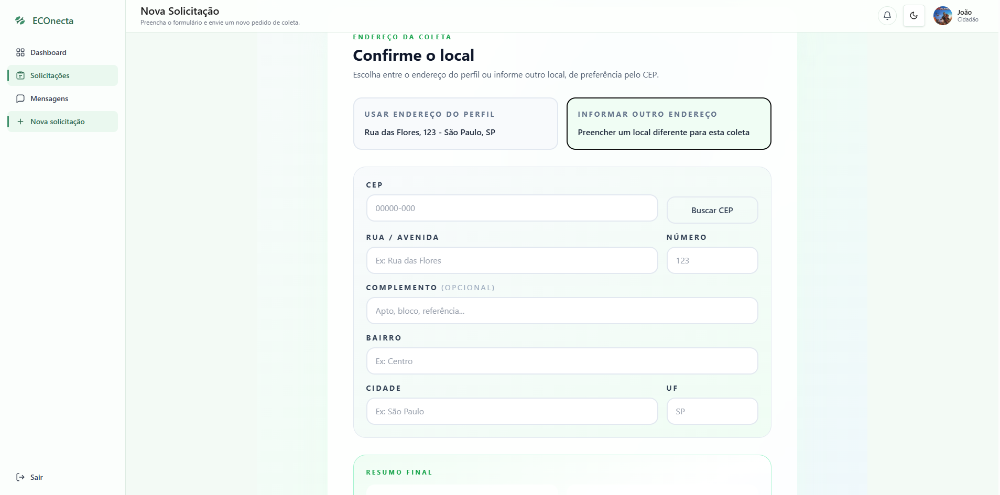 ECOnecta
Dashboard
Solicitações
Mensagens
Nova solicitação
Sair
Nova Solicitação
Preencha o formulário e envie um novo pedido de coleta.
João
Cidadão
ENDEREÇO DA COLETA
Confirme o local
Escolha entre o endereço do perfil ou informe outro local, de preferência pelo CEP.
USAR ENDEREÇO DO PERFIL
Rua das Flores, 123 - São Paulo, SP
INFORMAR OUTRO ENDEREÇO
Preencher um local diferente para esta coleta
CEP
00000-000
Buscar CEP
RUA / AVENIDA
Ex: Rua das Flores
NÚMERO
123
COMPLEMENTO (OPCIONAL)
Apto, bloco, referência...
BAIRRO
Ex: Centro
CIDADE
Ex: São Paulo
UF
SP
RESUMO FINAL